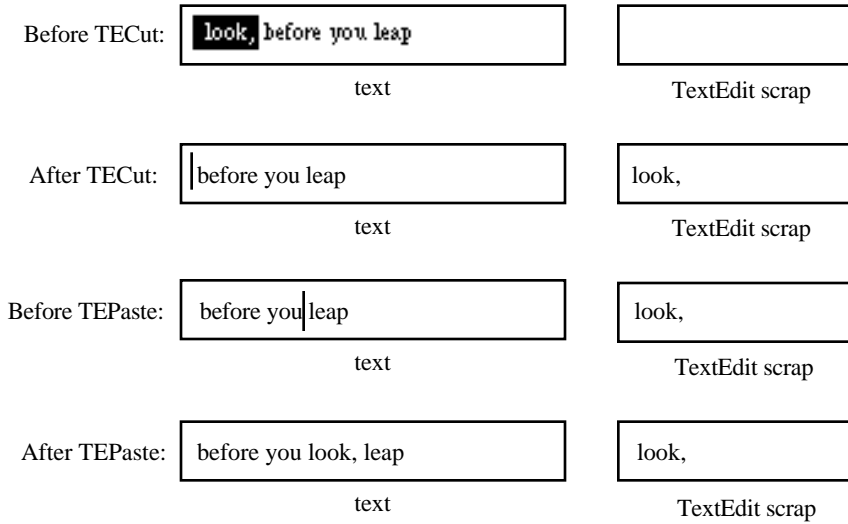 Before TECut: look, before you leap
text TextEdit scrap
After TECut: before you leap look,
text TextEdit scrap
Before TEPaste: before you leap look,
text TextEdit scrap
After TEPaste: before you look, leap look,
text TextEdit scrap